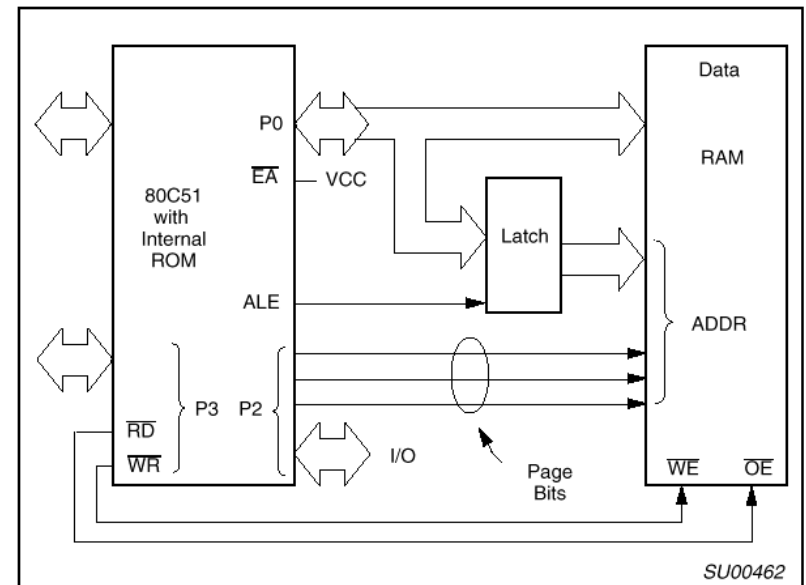 Data
RAM
P0
EA
VCC
80C51
with
Internal
ROM
Latch
ALE
ADDR
P3
P2
RD
WR
I/O
Page
Bits
WE
OE
SU00462